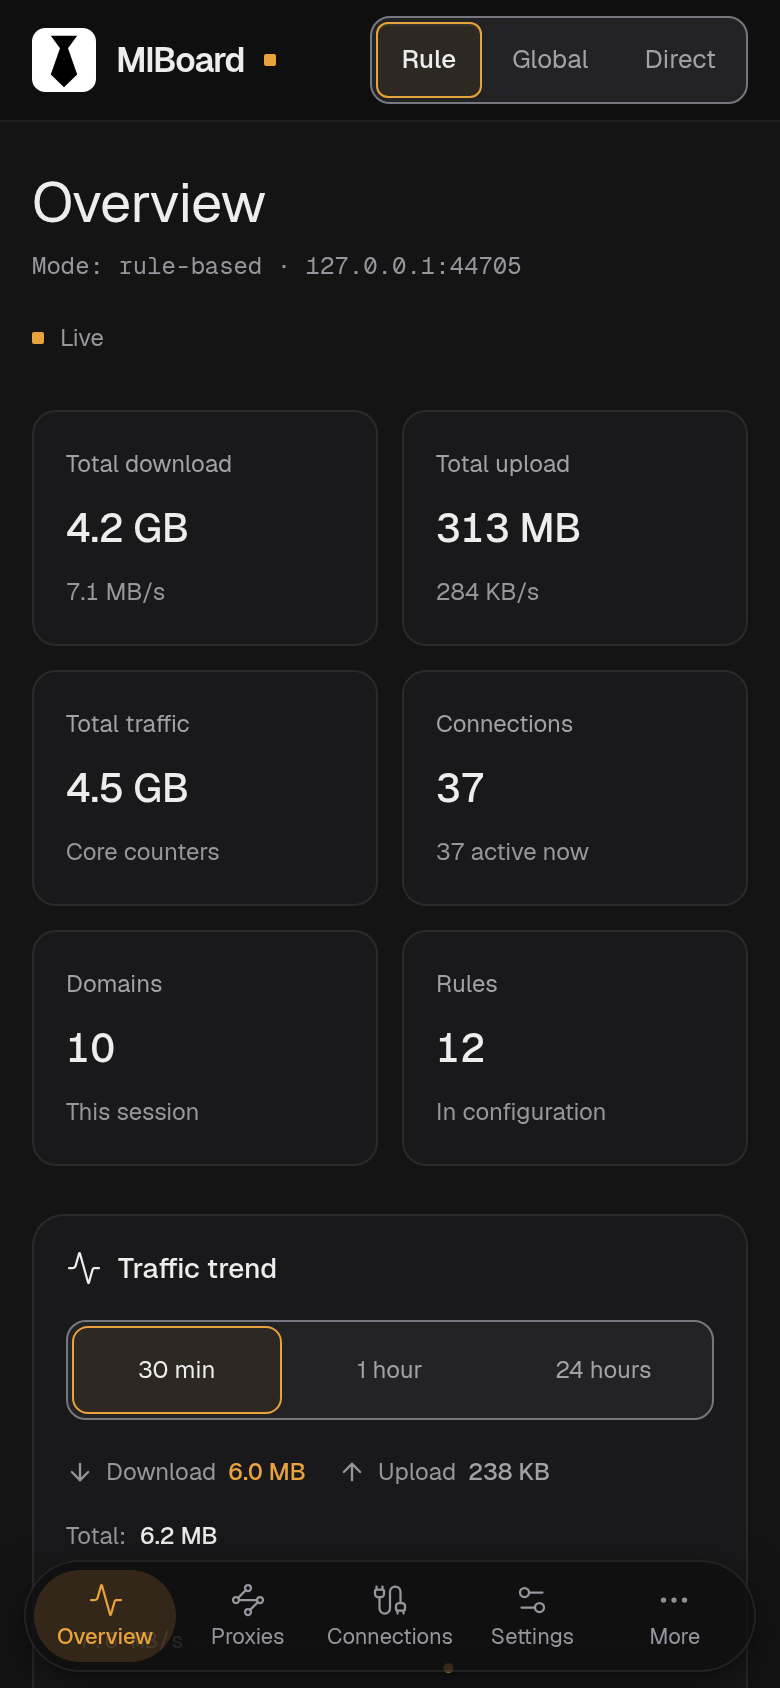 MIBoard
Rule Global Direct
Overview
Mode: rule-based · 127.0.0.1:44705
Live
Total download
4.2 GB
7.1 MB/s
Total upload
313 MB
284 KB/s
Total traffic
4.5 GB
Core counters
Connections
37
37 active now
Domains
10
This session
Rules
12
In configuration
Traffic trend
30 min 1 hour 24 hours
Download 6.0 MB Upload 238 KB
Total: 6.2 MB
Overview Proxies Connections Settings More